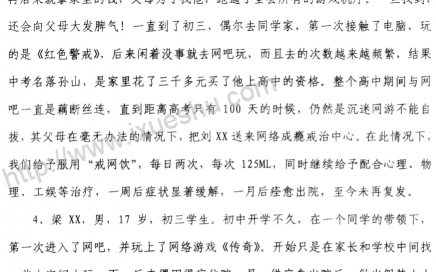 还会向父母大发脾气！一直到了初三，偶尔去同学家，第一次接触了电脑，玩
的是《红色警戒》，后来闲着没事就去网吧玩，而且去的次数越来越频繁，结果
中考名落孙山，是家里花了三千多元买了他上高中的资格。整个高中期间与网
吧一直是藕断丝连，直到距离高考只有 100 天的时候，仍然是沉迷网游不能自
拔，其父母在毫无办法的情况下，把刘 XX 送来网络成瘾戒治中心。在此情况下，
我们给予服用“戒网饮”，每日两次，每次 125ML，同时继续给予配合心理、
物理、工娱等治疗，一周后症状显著缓解，一月后痊愈出院，至今未再复发。
4、梁 XX，男，17 岁，初三学生。初中开学不久，在一个同学的带领下，
第一次进入了网吧，并玩上了网络游戏《传奇》。开始只是在家长和学校中间找
http://www.ixueshu.com